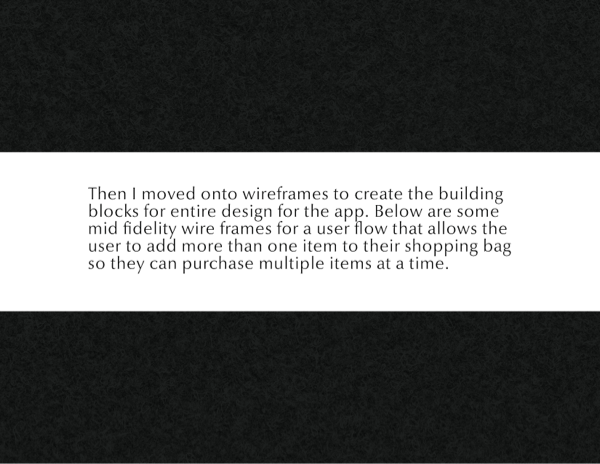 Then I moved onto wireframes to create the building
blocks for entire design for the app. Below are some
mid fidelity wire frames for a user flow that allows the
user to add more than one item to their shopping bag
so they can purchase multiple items at a time.